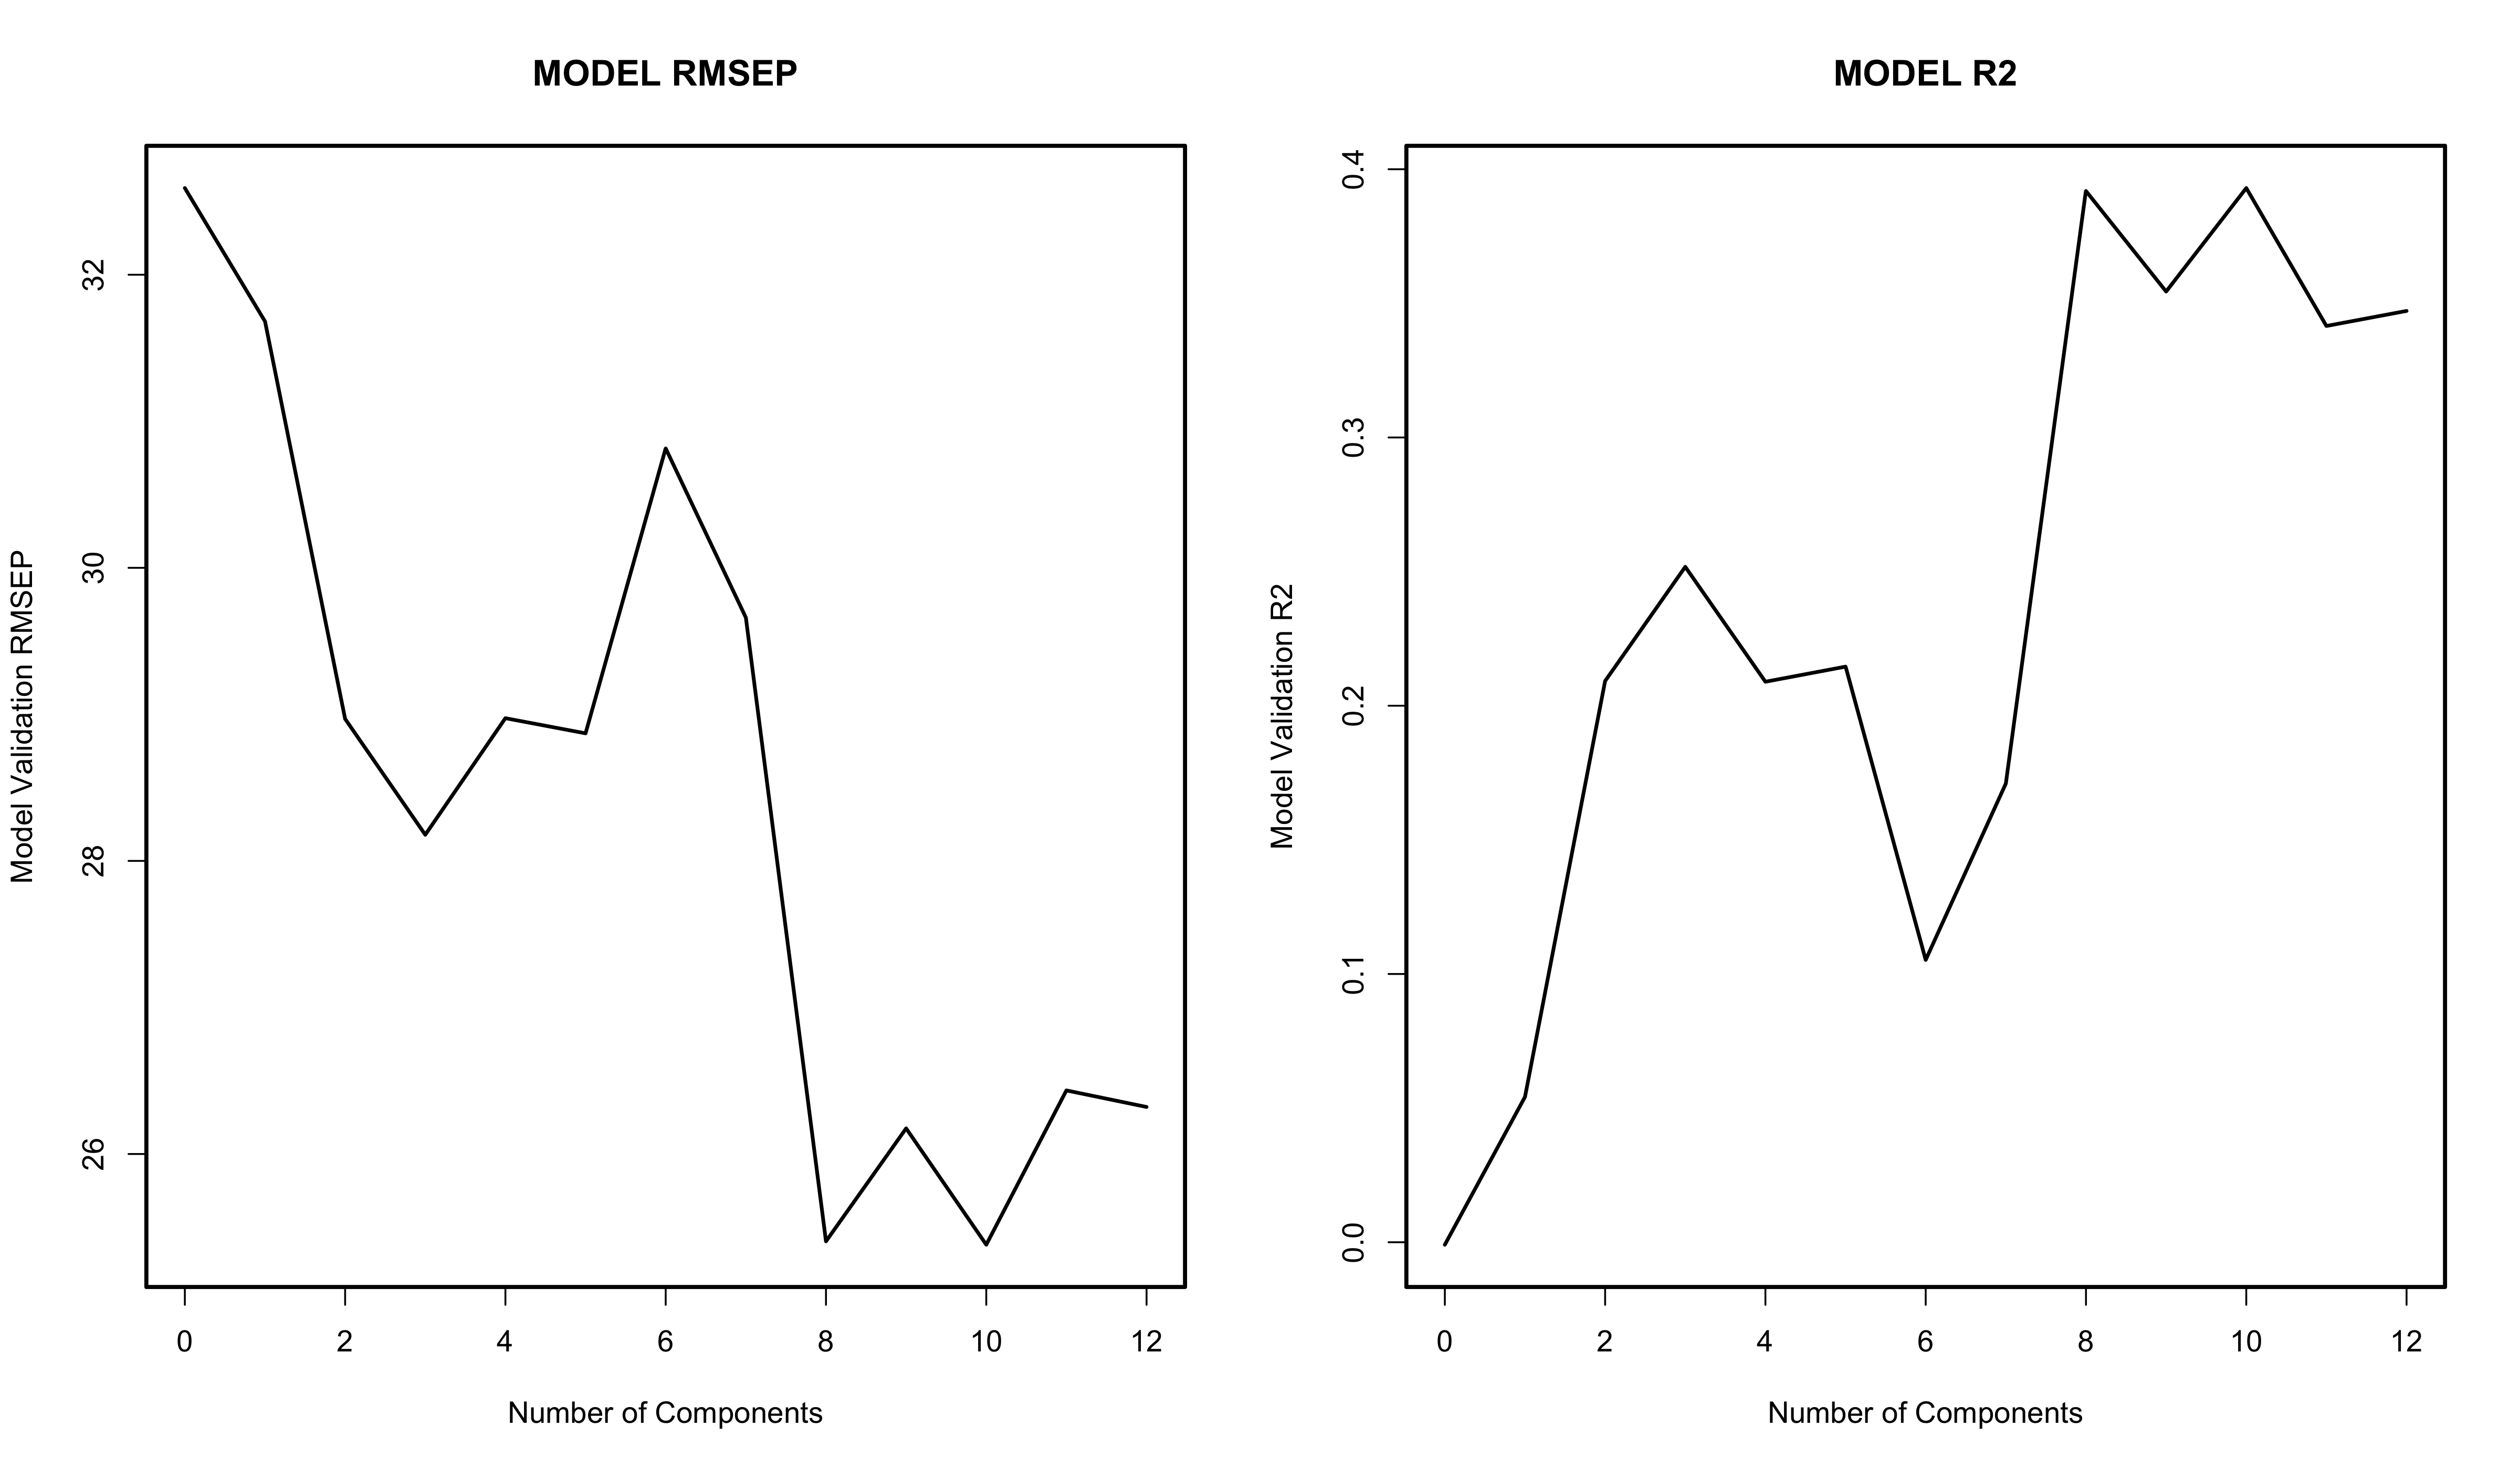 MODEL RMSEP
Model Validation RMSEP
32
30
28
26
0 2 4 6 8 10 12
Number of Components
MODEL R2
Model Validation R2
0.4
0.3
0.2
0.1
0.0
0 2 4 6 8 10 12
Number of Components